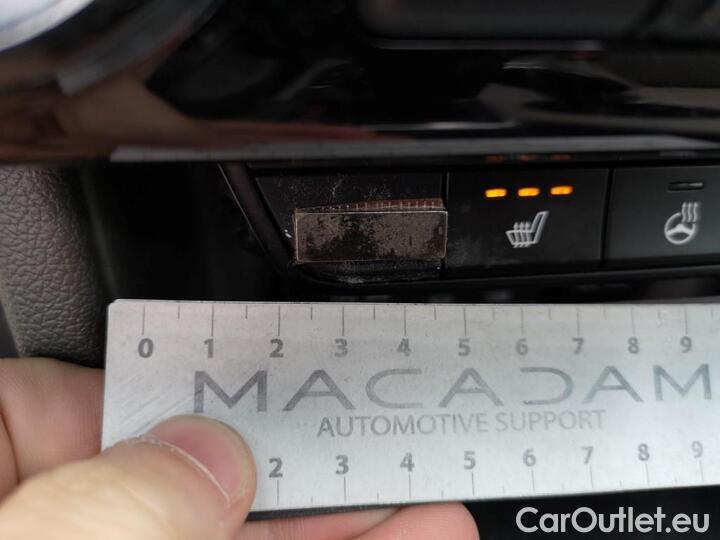 0 1 2 3 4 5 6 7 8 9
MACADAM
AUTOMOTIVE SUPPORT
2 3 4 5 6 7 8 9
CarOutlet.eu